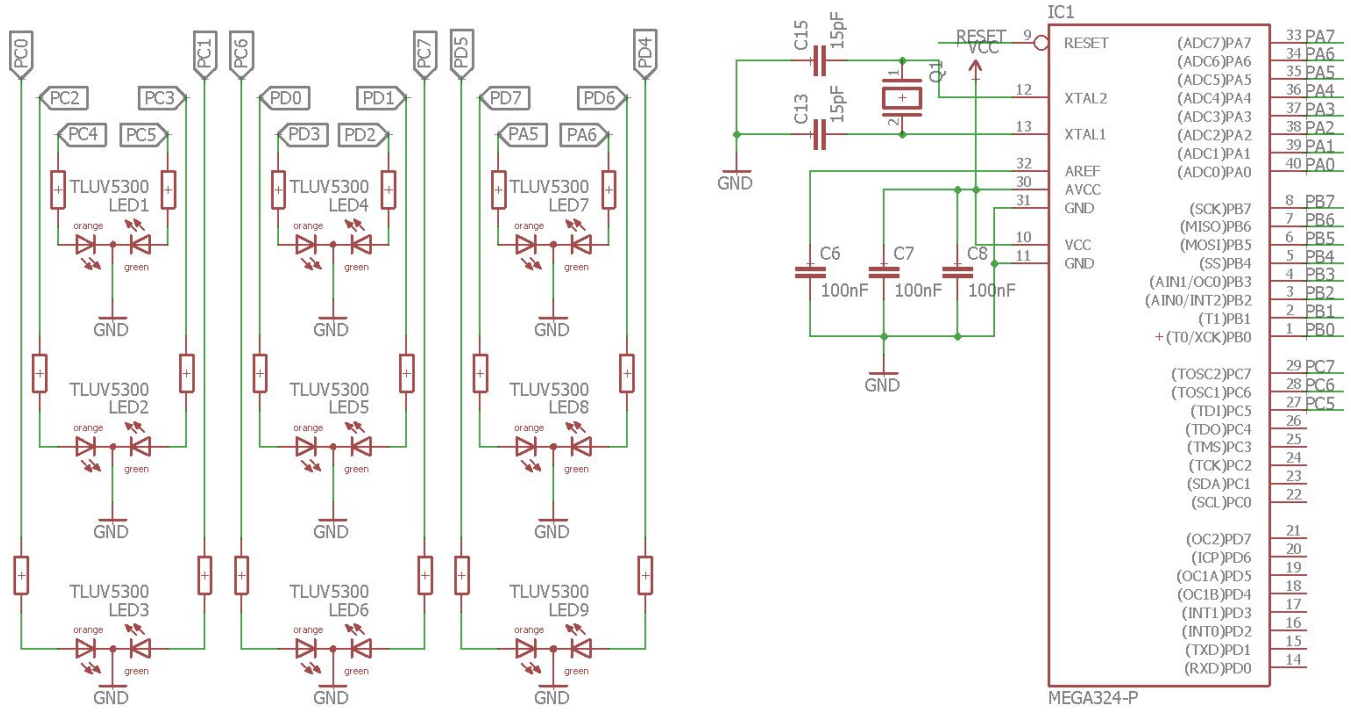 PC0
PC1
PC6
PC7
PD5
PD4
PC2
PC3
PD0
PD1
PD7
PD6
PC4
PC5
PD3
PD2
PA5
PA6
TLUV5300
LED1
orange
green
GND
TLUV5300
LED4
orange
green
GND
TLUV5300
LED7
orange
green
GND
TLUV5300
LED2
orange
green
GND
TLUV5300
LED5
orange
green
GND
TLUV5300
LED8
orange
green
GND
TLUV5300
LED3
orange
green
GND
TLUV5300
LED6
orange
green
GND
TLUV5300
LED9
orange
green
GND
C15
15pF
C13
15pF
GND
1
2
Q1
RESET
VCC
C6
100nF
C7
100nF
C8
100nF
GND
IC1
9 RESET
12 XTAL2
13 XTAL1
32 AREF
30 AVCC
31 GND
10 VCC
11 GND
(ADC7)PA7 33 PA7
(ADC6)PA6 34 PA6
(ADC5)PA5 35 PA5
(ADC4)PA4 36 PA4
(ADC3)PA3 37 PA3
(ADC2)PA2 38 PA2
(ADC1)PA1 39 PA1
(ADC0)PA0 40 PA0
(SCK)PB7 8 PB7
(MISO)PB6 7 PB6
(MOSI)PB5 6 PB5
(SS)PB4 5 PB4
(AIN1/OC0)PB3 4 PB3
(AIN0/INT2)PB2 3 PB2
(T1)PB1 2 PB1
(T0/XCK)PB0 1 PB0
(TOSC2)PC7 29 PC7
(TOSC1)PC6 28 PC6
(TDI)PC5 27 PC5
(TDO)PC4 26
(TMS)PC3 25
(TCK)PC2 24
(SDA)PC1 23
(SCL)PC0 22
(OC2)PD7 21
(ICP)PD6 20
(OC1A)PD5 19
(OC1B)PD4 18
(INT1)PD3 17
(INT0)PD2 16
(TXD)PD1 15
(RXD)PD0 14
MEGA324-P